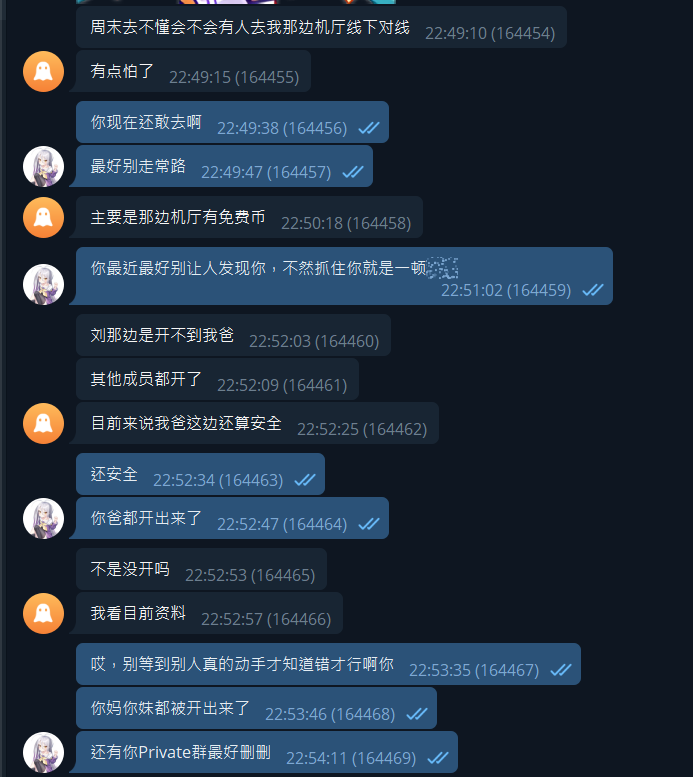 周末去不懂会不会有人去我那边机厅线下对线 22:49:10 (164454)
有点怕了 22:49:15 (164455)
你现在还敢去啊 22:49:38 (164456)
最好别走常路 22:49:47 (164457)
主要是那边机厅有免费币 22:50:18 (164458)
你最近最好别让人发现你，不然抓住你就是一顿
22:51:02 (164459)
刘那边是开不到我爸 22:52:03 (164460)
其他成员都开了 22:52:09 (164461)
目前来说我爸这边还算安全 22:52:25 (164462)
还安全 22:52:34 (164463)
你爸都开出来了 22:52:47 (164464)
不是没开吗 22:52:53 (164465)
我看目前资料 22:52:57 (164466)
哎，别等到别人真的动手才知道错才行啊你 22:53:35 (164467)
你妈你妹都被开出来了 22:53:46 (164468)
还有你Private群最好删删 22:54:11 (164469)